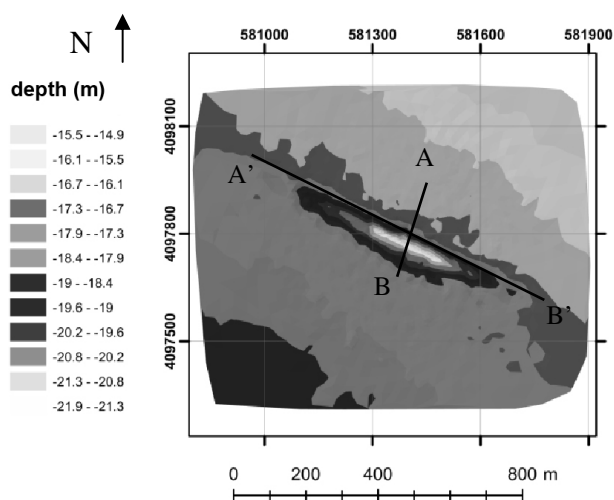 N
depth (m)
-15.5 - -14.9
-16.1 - -15.5
-16.7 - -16.1
-17.3 - -16.7
-17.9 - -17.3
-18.4 - -17.9
-19 - -18.4
-19.6 - -19
-20.2 - -19.6
-20.8 - -20.2
-21.3 - -20.8
-21.9 - -21.3
581000 581300 581600 581900
4098100
4097800
4097500
A
A'
B
B'
0 200 400 800 m